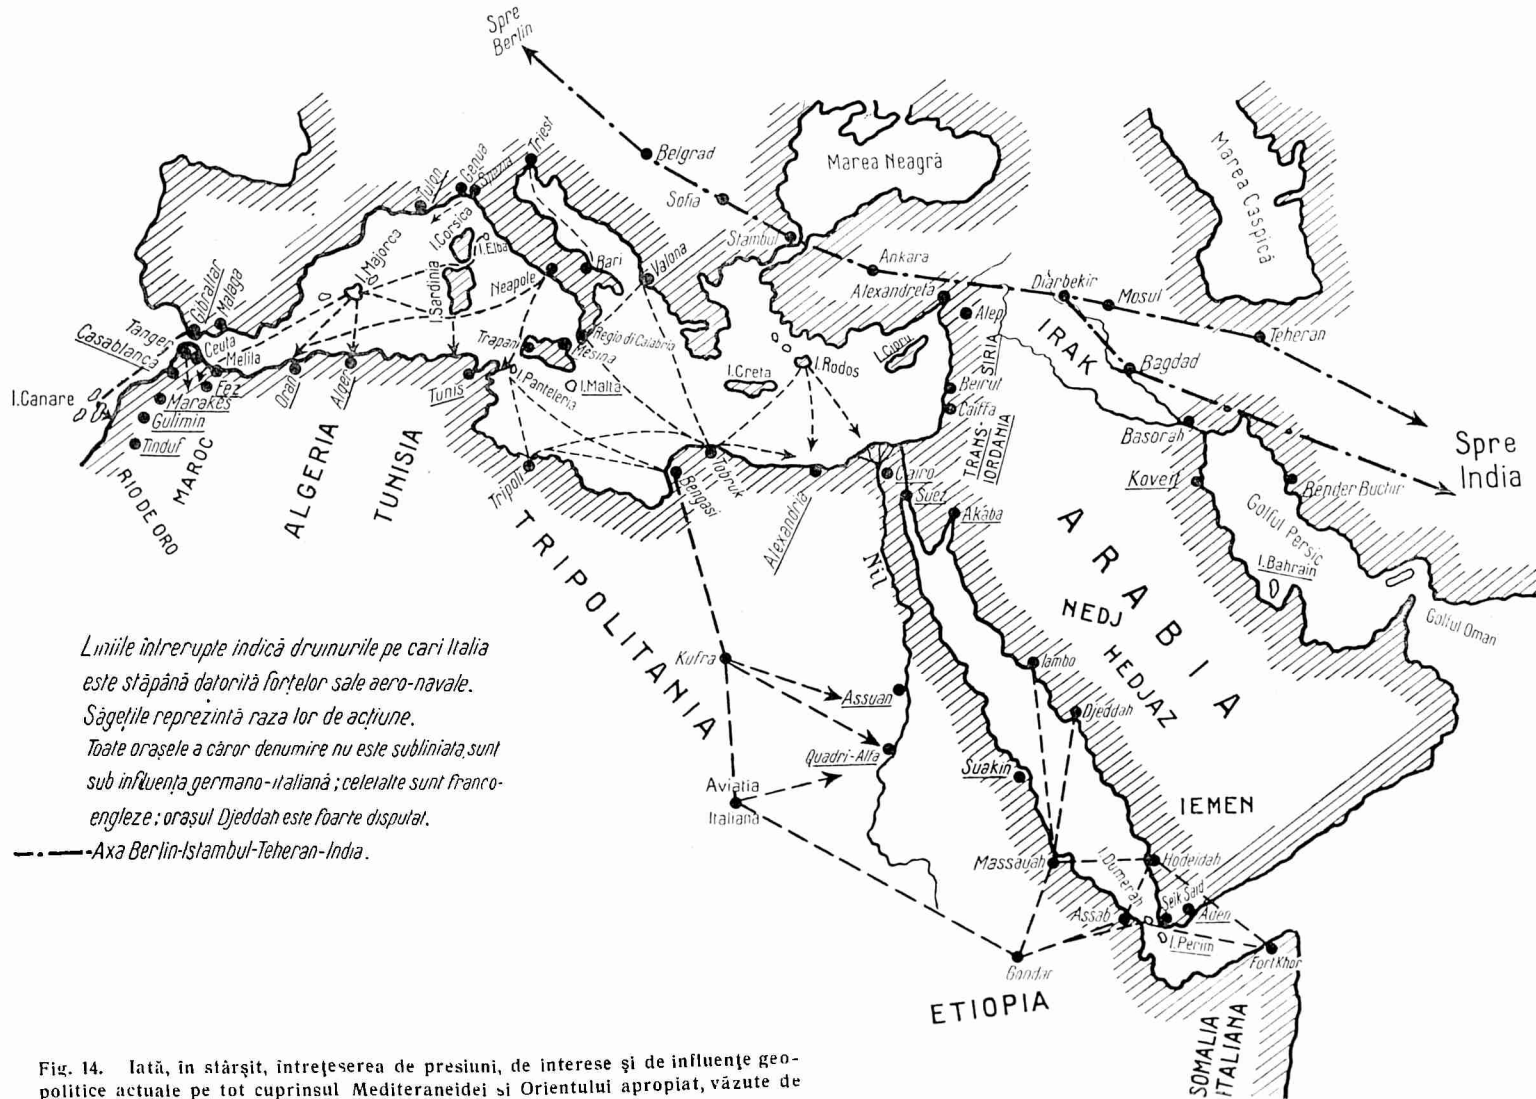 Spre
Berlin
Belgrad
Sofia
Stambul
Marea Neagră
Marea Caspică
Ankara
Alexandreta
Alep
Diarbekir
Mosul
Teheran
IRAK
Bagdad
Basorah
Spre
India
Koveit
Bender Buchir
Golful Persic
I. Bahrain
Golful Oman
Triest
Genua
Spezzia
Tulon
I. Corsica
I. Elba
I. Majorca
I. Sardinia
Neapole
Bari
Valona
Gibraltar
Malaga
Tanger
Ceuta
Melila
Casablanca
Fez
I. Canare
Marakes
Gulimin
Tinduf
Oran
Alger
Tunis
Trapani
Mesina
Regio di Calabria
I. Panteleria
I. Malta
I. Creta
I. Rodos
I. Cipru
SIRIA
Beirut
Caiffa
TRANS-
IORDANIA
RIO DE ORO
MAROC
ALGERIA
TUNISIA
Tripoli
Bengasi
Tobruk
Alexandria
Cairo
Suez
Akaba
Nil
TRIPOLITANIA
ARABIA
NEDJ
HEDJAZ
Kufra
Assuan
Quadri-Alfa
Aviatia
Italiană
Iambo
Djeddah
Suakin
IEMEN
Massauah
I. Dumerah
Hodeidah
Seik Said
Aden
Assab
I. Perim
Gondar
Fort Khor
ETIOPIA
SOMALIA
ITALIANA
Liniile întrerupte indică drumurile pe cari Italia
este stăpână datorită forțelor sale aero-navale.
Săgețile reprezintă raza lor de acțiune.
Toate orașele a căror denumire nu este subliniată, sunt
sub influența germano-italiană; celelalte sunt franco-
engleze; orașul Djeddah este foarte disputat.
Axa Berlin-Istambul-Teheran-India.
Fig. 14. Iată, în sfârșit, întrețeserea de presiuni, de interese și de influențe geo-
politice actuale pe tot cuprinsul Mediteraneidei si Orientului apropiat, văzute de